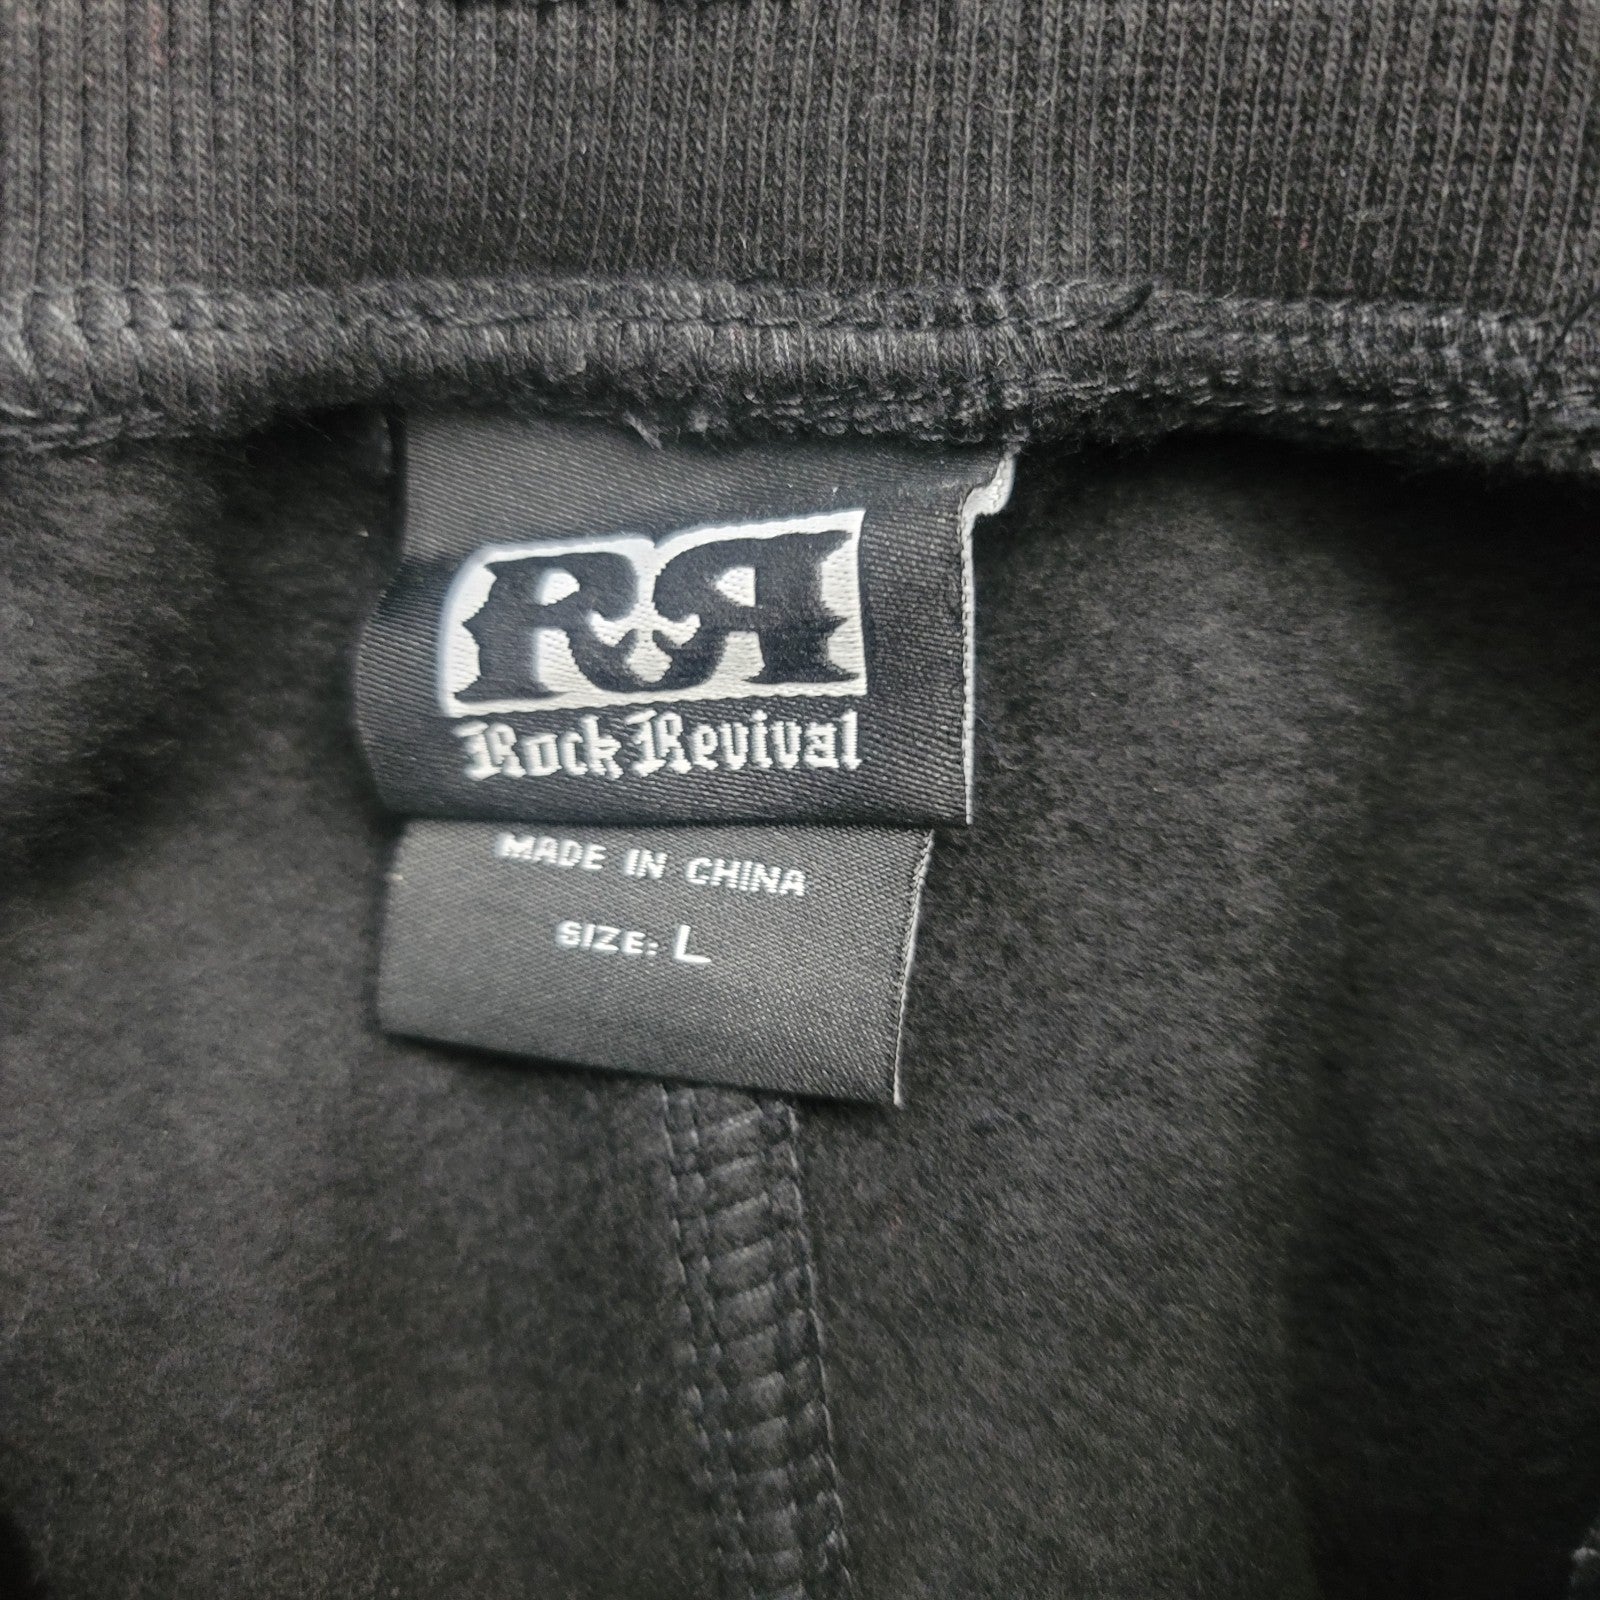 RR
Rock Revival
MADE IN CHINA
SIZE: L